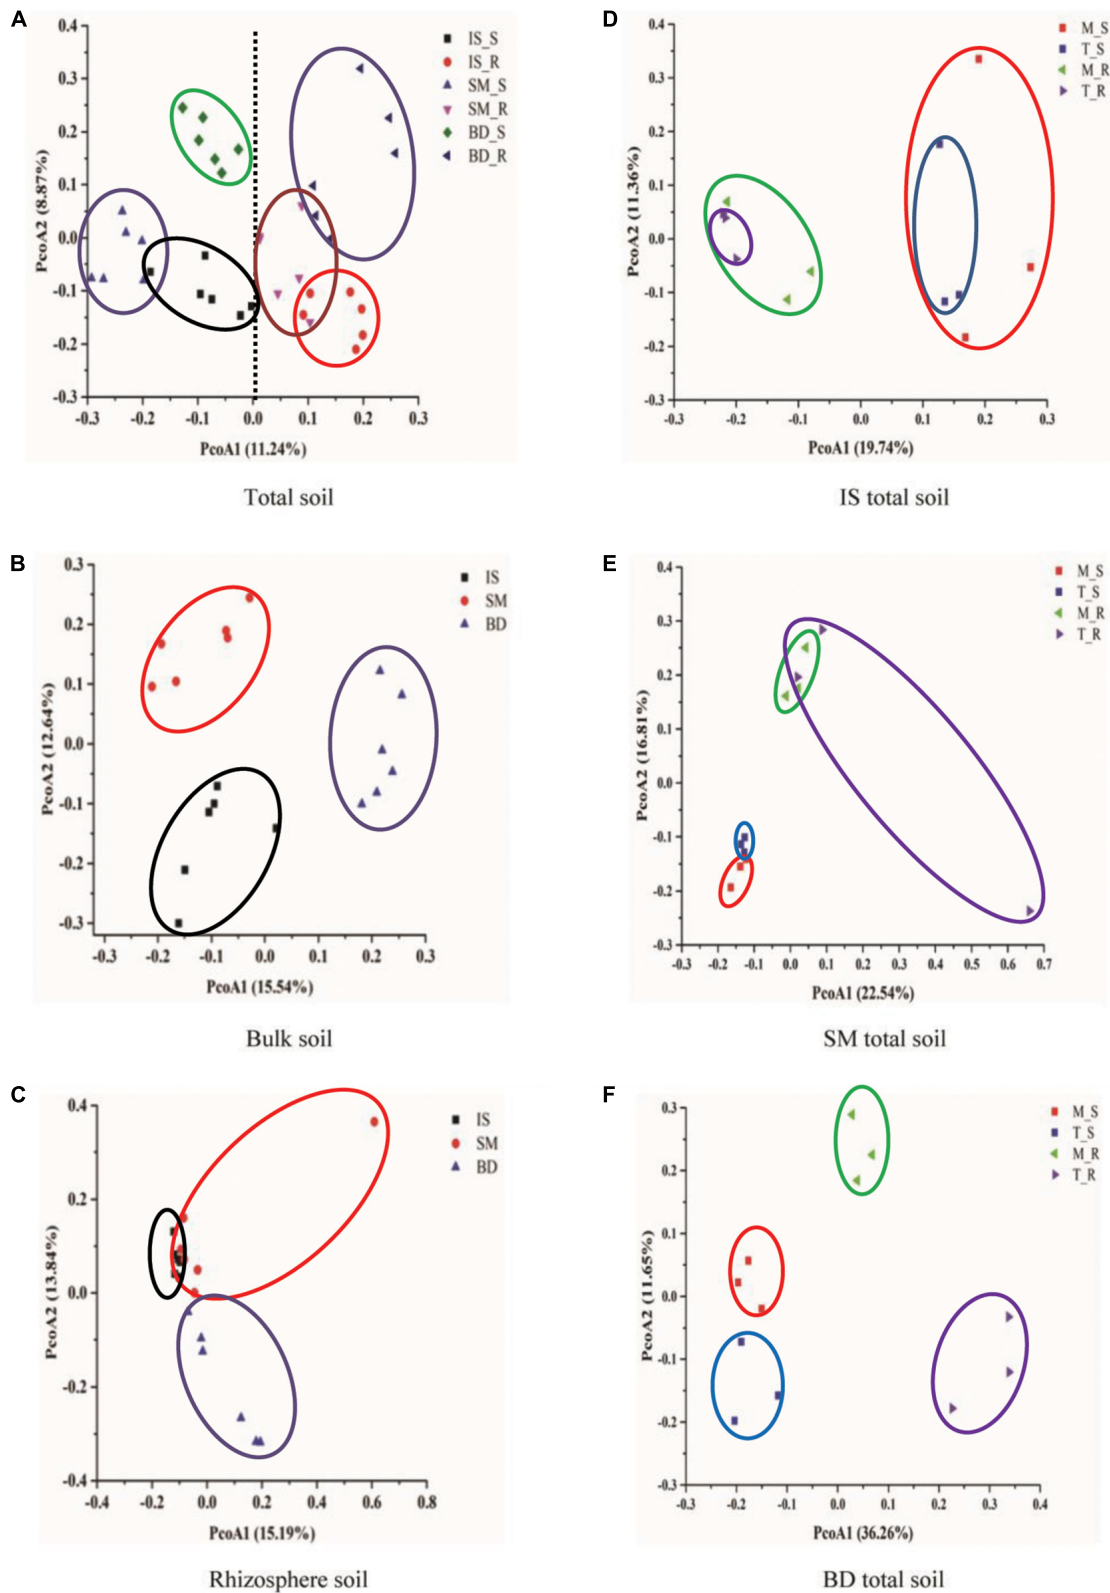 A
0.4
0.3
0.2
0.1
0.0
-0.1
-0.2
-0.3
-0.3 -0.2 -0.1 0.0 0.1 0.2 0.3
PcoA2 (8.87%)
PcoA1 (11.24%)
IS_S
IS_R
SM_S
SM_R
BD_S
BD_R
Total soil
D
0.4
0.3
0.2
0.1
0.0
-0.1
-0.2
-0.3
-0.3 -0.2 -0.1 0.0 0.1 0.2 0.3
PcoA2 (11.36%)
PcoA1 (19.74%)
M_S
T_S
M_R
T_R
IS total soil
B
0.3
0.2
0.1
0.0
-0.1
-0.2
-0.3
-0.3 -0.2 -0.1 0.0 0.1 0.2 0.3
PcoA2 (12.64%)
PcoA1 (15.54%)
IS
SM
BD
Bulk soil
E
0.4
0.3
0.2
0.1
0.0
-0.1
-0.2
-0.3
-0.3 -0.2 -0.1 0.0 0.1 0.2 0.3 0.4 0.5 0.6 0.7
PcoA2 (16.81%)
PcoA1 (22.54%)
M_S
T_S
M_R
T_R
SM total soil
C
0.4
0.2
0.0
-0.2
-0.4
-0.4 -0.2 0.0 0.2 0.4 0.6 0.8
PcoA2 (13.84%)
PcoA1 (15.19%)
IS
SM
BD
Rhizosphere soil
F
0.3
0.2
0.1
0.0
-0.1
-0.2
-0.3
-0.3 -0.2 -0.1 0.0 0.1 0.2 0.3 0.4
PcoA2 (11.65%)
PcoA1 (36.26%)
M_S
T_S
M_R
T_R
BD total soil